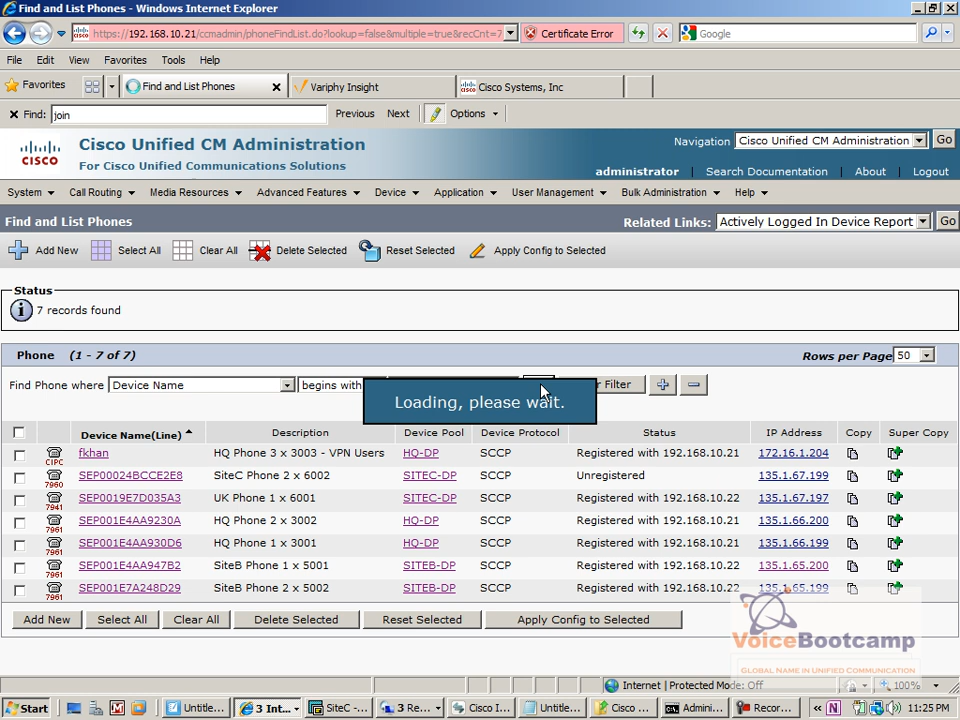 Find and List Phones - Windows Internet Explorer
https://192.168.10.21/ccmadmin/phoneFindList.do?lookup=false&multiple=true&recCnt=7 Certificate Error Google
File Edit View Favorites Tools Help
Favorites Find and List Phones Variphy Insight Cisco Systems, Inc
Find: join Previous Next Options
CISCO Cisco Unified CM Administration Navigation Cisco Unified CM Administration Go
For Cisco Unified Communications Solutions
administrator Search Documentation About Logout
System Call Routing Media Resources Advanced Features Device Application User Management Bulk Administration Help
Find and List Phones Related Links: Actively Logged In Device Report Go
Add New Select All Clear All Delete Selected Reset Selected Apply Config to Selected
Status
7 records found
Phone (1 - 7 of 7) Rows per Page 50
Find Phone where Device Name begins with Filter
Loading, please wait.
Device Name(Line) Description Device Pool Device Protocol Status IP Address Copy Super Copy
CIPC fkhan HQ Phone 3 x 3003 - VPN Users HQ-DP SCCP Registered with 192.168.10.21 172.16.1.204
7960 SEP00024BCCE2E8 SiteC Phone 2 x 6002 SITEC-DP SCCP Unregistered 135.1.67.199
7941 SEP0019E7D035A3 UK Phone 1 x 6001 SITEC-DP SCCP Registered with 192.168.10.22 135.1.67.197
7961 SEP001E4AA9230A HQ Phone 2 x 3002 HQ-DP SCCP Registered with 192.168.10.21 135.1.66.200
7961 SEP001E4AA930D6 HQ Phone 1 x 3001 HQ-DP SCCP Registered with 192.168.10.21 135.1.66.199
7961 SEP001E4AA947B2 SiteB Phone 1 x 5001 SITEB-DP SCCP Registered with 192.168.10.22 135.1.65.200
7961 SEP001E7A248D29 SiteB Phone 2 x 5002 SITEB-DP SCCP Registered with 192.168.10.22 135.1.65.199
Add New Select All Clear All Delete Selected Reset Selected Apply Config to Selected
VoiceBootcamp
GLOBAL NAME IN UNIFIED COMMUNICATION
Internet | Protected Mode: Off 100%
Start Untitle... 3 Int... SiteC -... 3 Re... Cisco I... Untitle... Cisco ... Admini... Recor... 11:25 PM